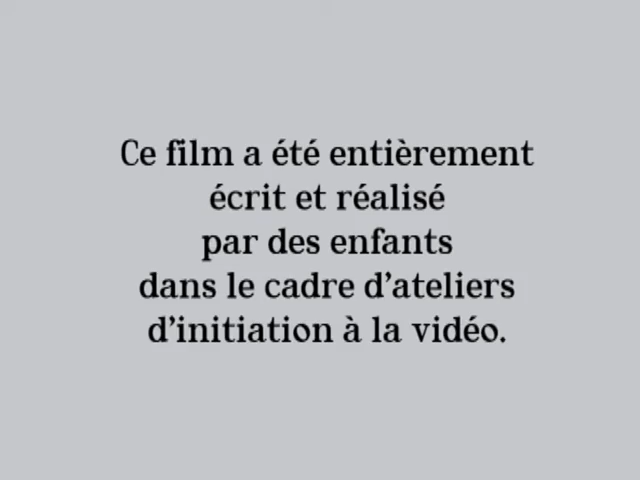 Ce film a été entièrement
écrit et réalisé
par des enfants
dans le cadre d’ateliers
d’initiation à la vidéo.